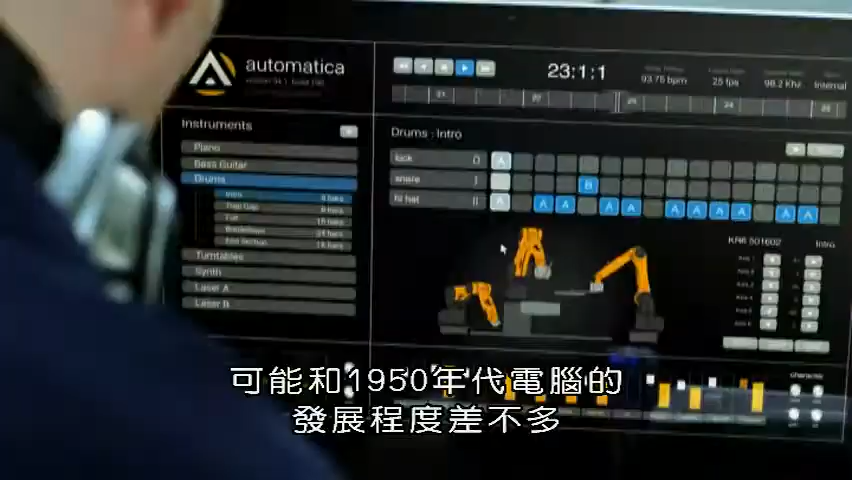 automatica
23:1:1
93.75 bpm
25 fps
98.2 Khz
Internal
Instruments
Piano
Bass Guitar
Drums
Intro
Turntables
Synth
Laser A
Laser B
Drums : Intro
kick
snare
hi hat
A
B
A A A A A A A A A A
KR6 501602
Intro
可能和1950年代電腦的
發展程度差不多